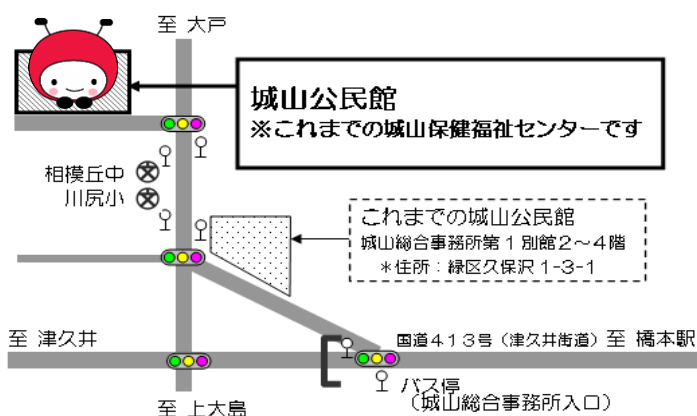 至 大戸
城山公民館
※これまでの城山保健福祉センターです
相模丘中
川尻小
これまでの城山公民館
城山総合事務所第１別館２～４階
＊住所：緑区久保沢１-３-１
至 津久井
国道４１３号（津久井街道）至 橋本駅
バス停
（城山総合事務所入口）
至 上大島